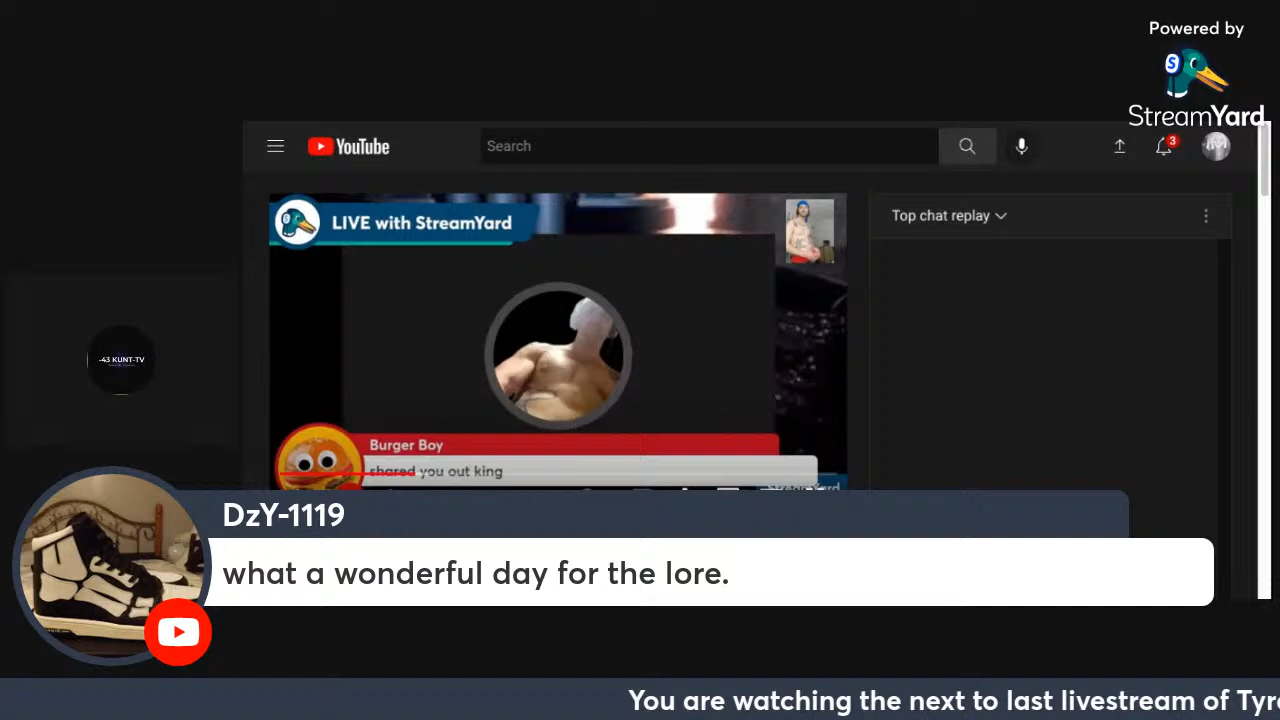 Powered by
StreamYard
YouTube
Search
3
LIVE with StreamYard
Top chat replay
-43 KUNT-TV
Burger Boy
shared you out king
StreamYard
DzY-1119
what a wonderful day for the lore.
You are watching the next to last livestream of Tyr